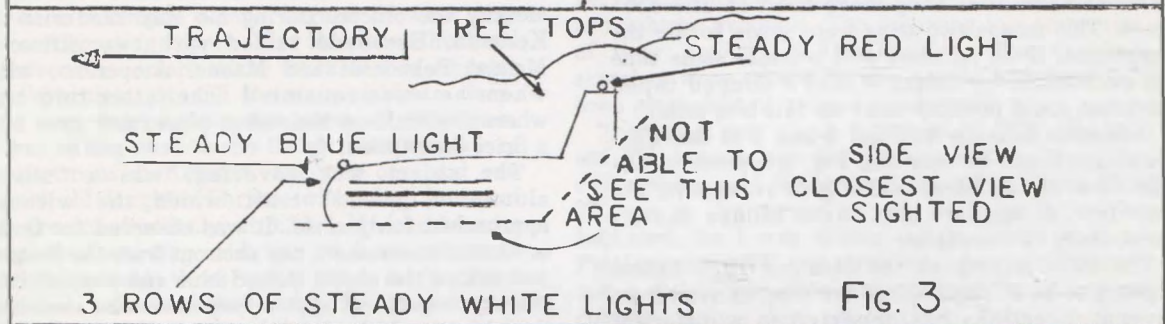 TRAJECTORY
TREE TOPS
STEADY RED LIGHT
STEADY BLUE LIGHT
NOT
ABLE TO
SEE THIS
AREA
SIDE VIEW
CLOSEST VIEW
SIGHTED
3 ROWS OF STEADY WHITE LIGHTS
FIG. 3